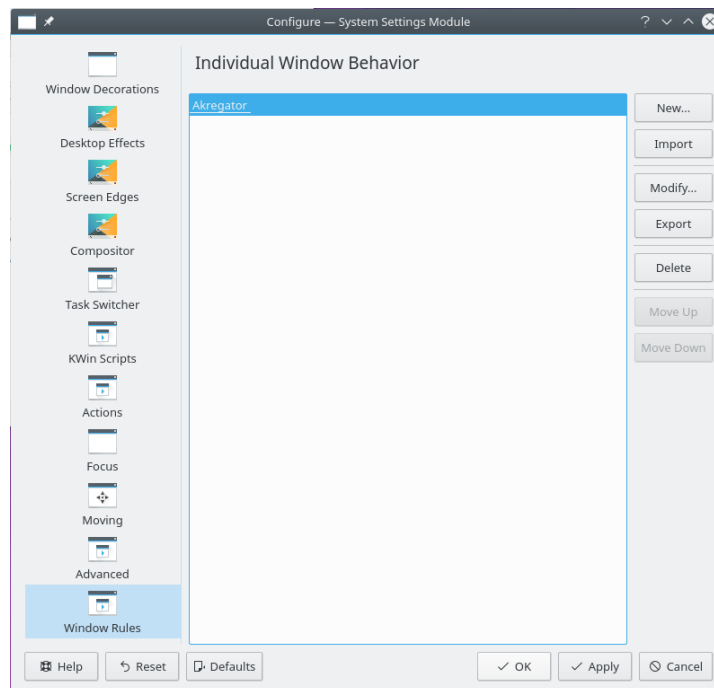 Configure — System Settings Module
?
Window Decorations
Desktop Effects
Screen Edges
Compositor
Task Switcher
KWin Scripts
Actions
Focus
Moving
Advanced
Window Rules
Individual Window Behavior
Akregator
New...
Import
Modify...
Export
Delete
Move Up
Move Down
Help
Reset
Defaults
OK
Apply
Cancel